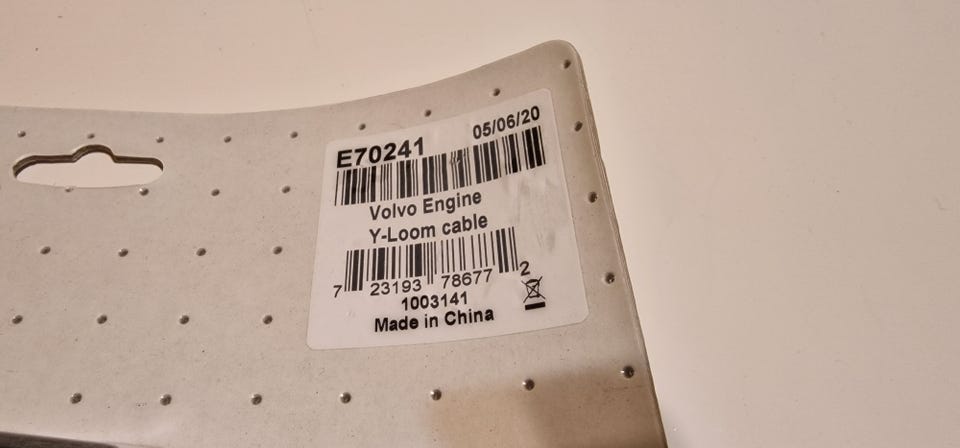 E70241 05/06/20
Volvo Engine
Y-Loom cable
7 23193 78677 2
1003141
Made in China